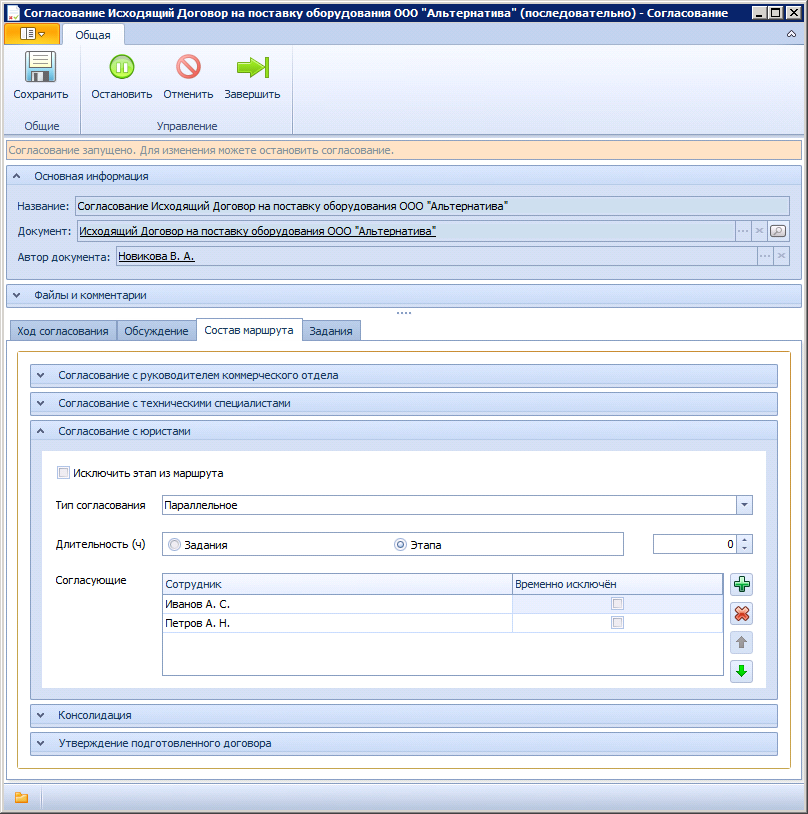 Согласование Исходящий Договор на поставку оборудования ООО "Альтернатива" (последовательно) - Согласование
Общая
Сохранить
Остановить
Отменить
Завершить
Общие
Управление
Согласование запущено. Для изменения можете остановить согласование.
Основная информация
Название: Согласование Исходящий Договор на поставку оборудования ООО "Альтернатива"
Документ: Исходящий Договор на поставку оборудования ООО "Альтернатива"
Автор документа: Новикова В. А.
Файлы и комментарии
Ход согласования Обсуждение Состав маршрута Задания
Согласование с руководителем коммерческого отдела
Согласование с техническими специалистами
Согласование с юристами
Исключить этап из маршрута
Тип согласования Параллельное
Длительность (ч) Задания Этапа 0
Согласующие Сотрудник Временно исключён
Иванов А. С.
Петров А. Н.
Консолидация
Утверждение подготовленного договора